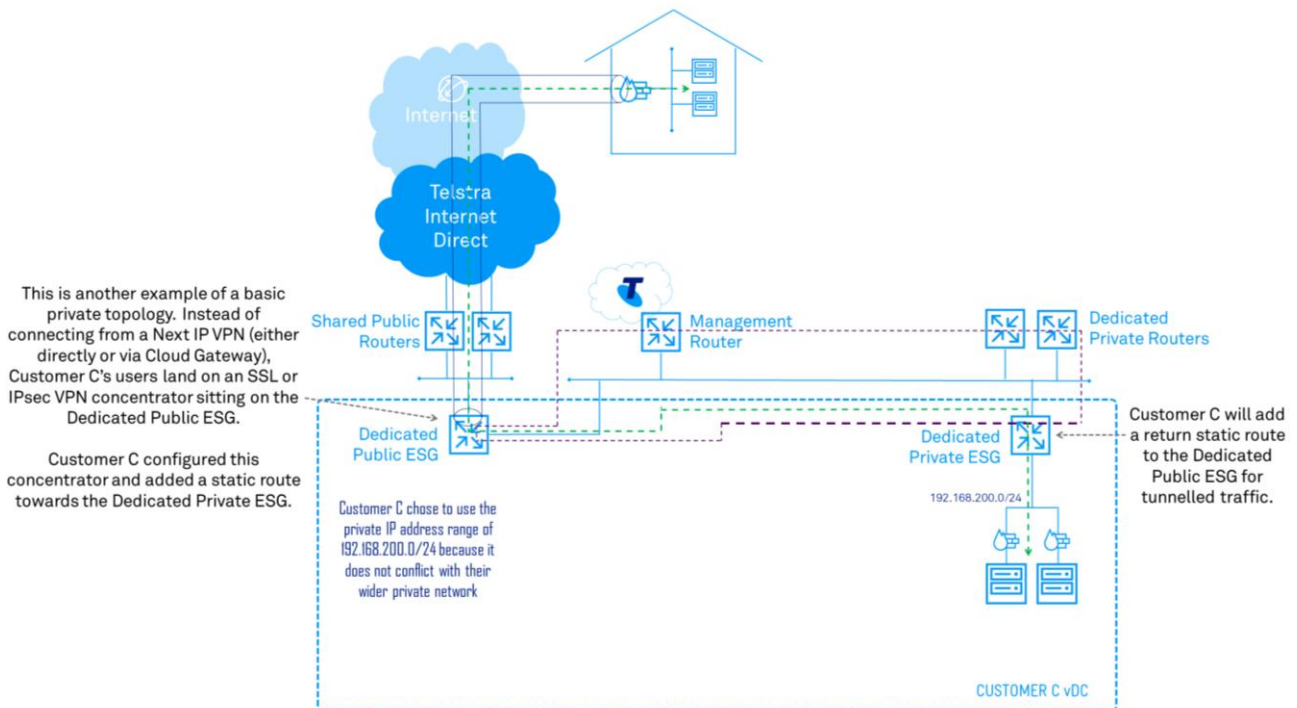 Internet
Telstra
Internet
Direct
This is another example of a basic
private topology. Instead of
connecting from a Next IP VPN (either
directly or via Cloud Gateway),
Customer C's users land on an SSL or
IPsec VPN concentrator sitting on the
Dedicated Public ESG.
Customer C configured this
concentrator and added a static route
towards the Dedicated Private ESG.
Shared Public
Routers
T
Management
Router
Dedicated
Private Routers
Dedicated
Public ESG
Dedicated
Private ESG
Customer C will add
a return static route
to the Dedicated
Public ESG for
tunnelled traffic.
192.168.200.0/24
Customer C chose to use the
private IP address range of
192.168.200.0/24 because it
does not conflict with their
wider private network
CUSTOMER C vDC